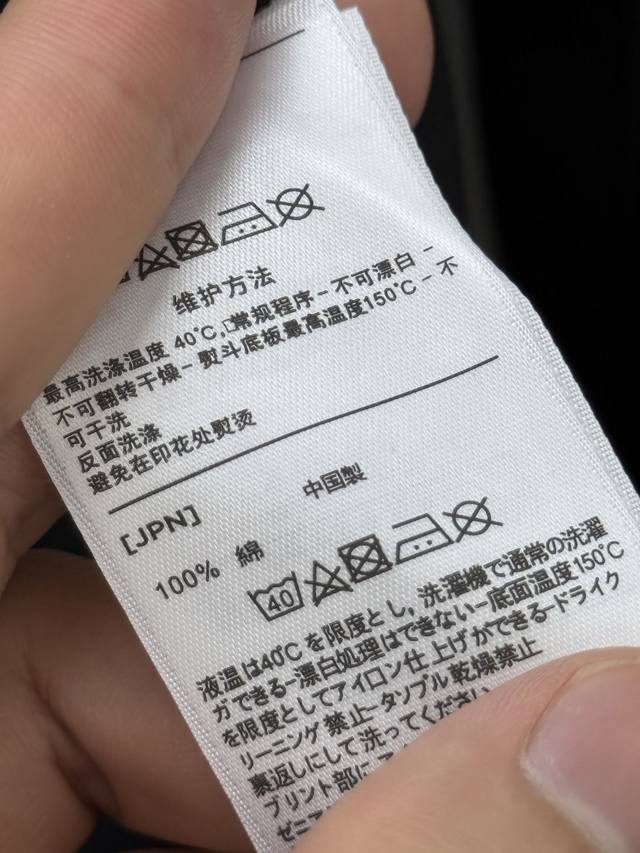 维护方法
最高洗涤温度 40°C,□常规程序 - 不可漂白 -
不可翻转干燥 - 熨斗底板最高温度150°C - 不
可干洗
反面洗涤
避免在印花处熨烫
[JPN]
中国製
100% 綿
40
液温は40℃を限度とし, 洗濯機で通常の洗濯
ができる-漂白処理はできない-底面温度150℃
を限度としてアイロン仕上げができる-ドライク
リーニング禁止-タンブル乾燥禁止
裏返しにして洗ってください
プリント部に